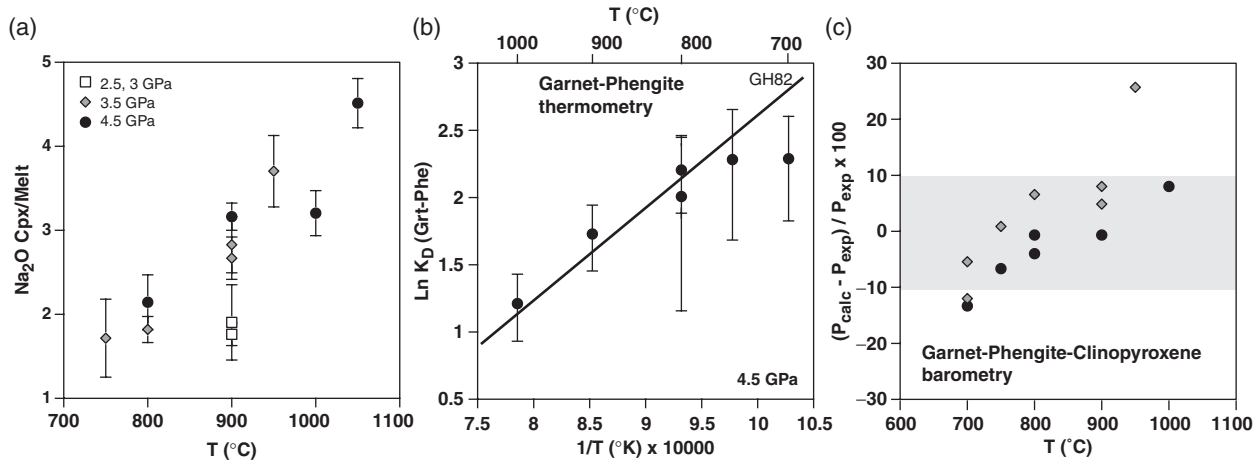 (a)
5
4
3
2
1
Na₂O Cpx/Melt
2.5, 3 GPa
3.5 GPa
4.5 GPa
700 800 900 1000 1100
T (°C)
(b)
T (°C)
1000 900 800 700
3
2.5
2
1.5
1
0.5
Ln K_D (Grt-Phe)
Garnet-Phengite
thermometry
GH82
4.5 GPa
7.5 8 8.5 9 9.5 10 10.5
1/T (°K) x 10000
(c)
30
20
10
0
−10
−20
−30
(P_calc - P_exp) / P_exp x 100
Garnet-Phengite-Clinopyroxene
barometry
600 700 800 900 1000 1100
T (˚C)